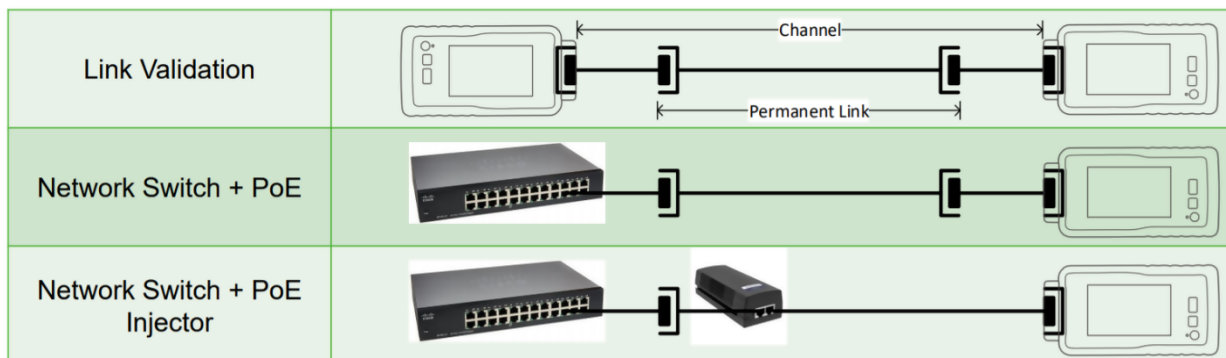 Link Validation
Channel
Permanent Link
Network Switch + PoE
Network Switch + PoE
Injector